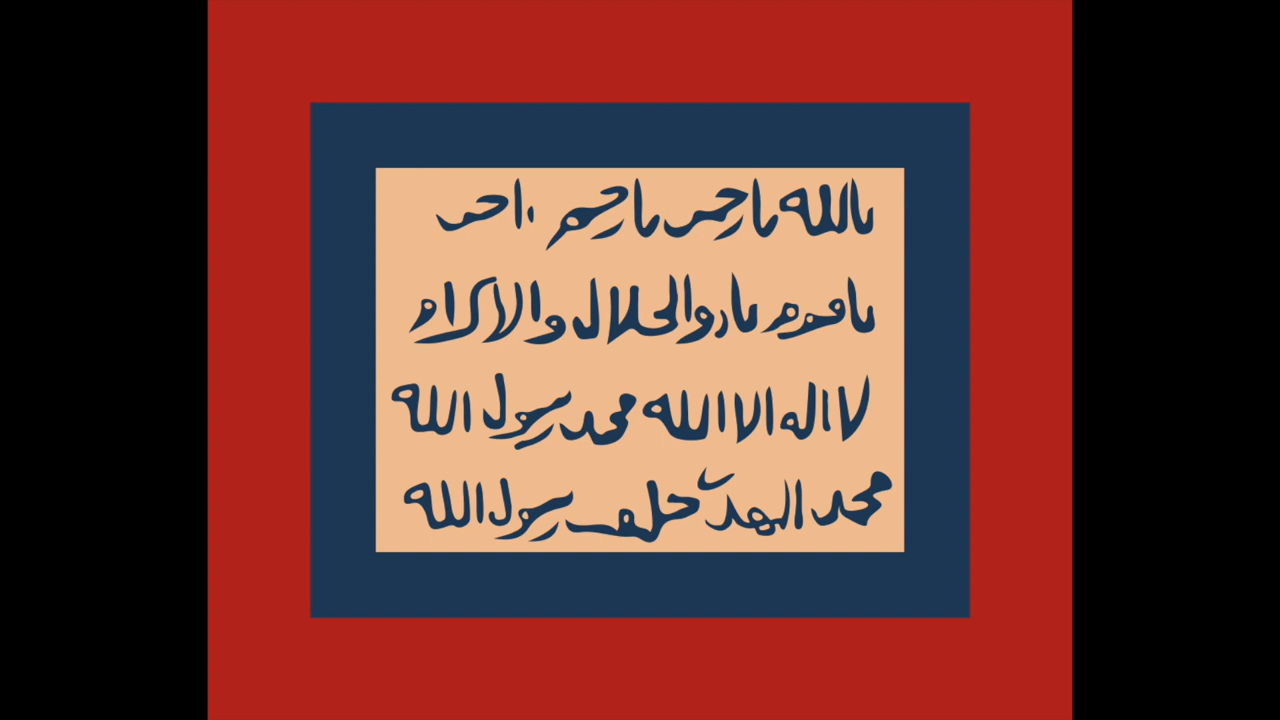 يا الله يا رحمن يا رحيم يا حي
يا قيوم يا ذو الجلال والاكرام
لا اله الا الله محمد رسول الله
محمد المهدي خليفة رسول الله